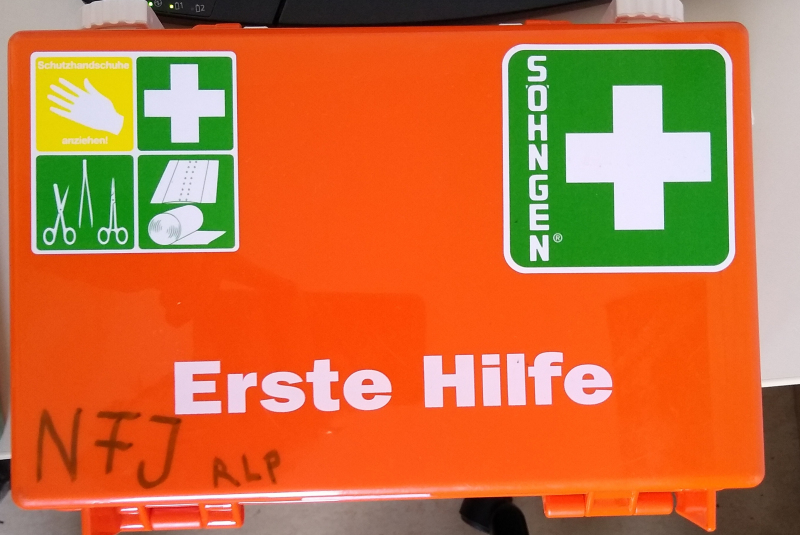 Schutzhandschuhe
anziehen!
SÖHNGEN®
Erste Hilfe
NFJ RLP